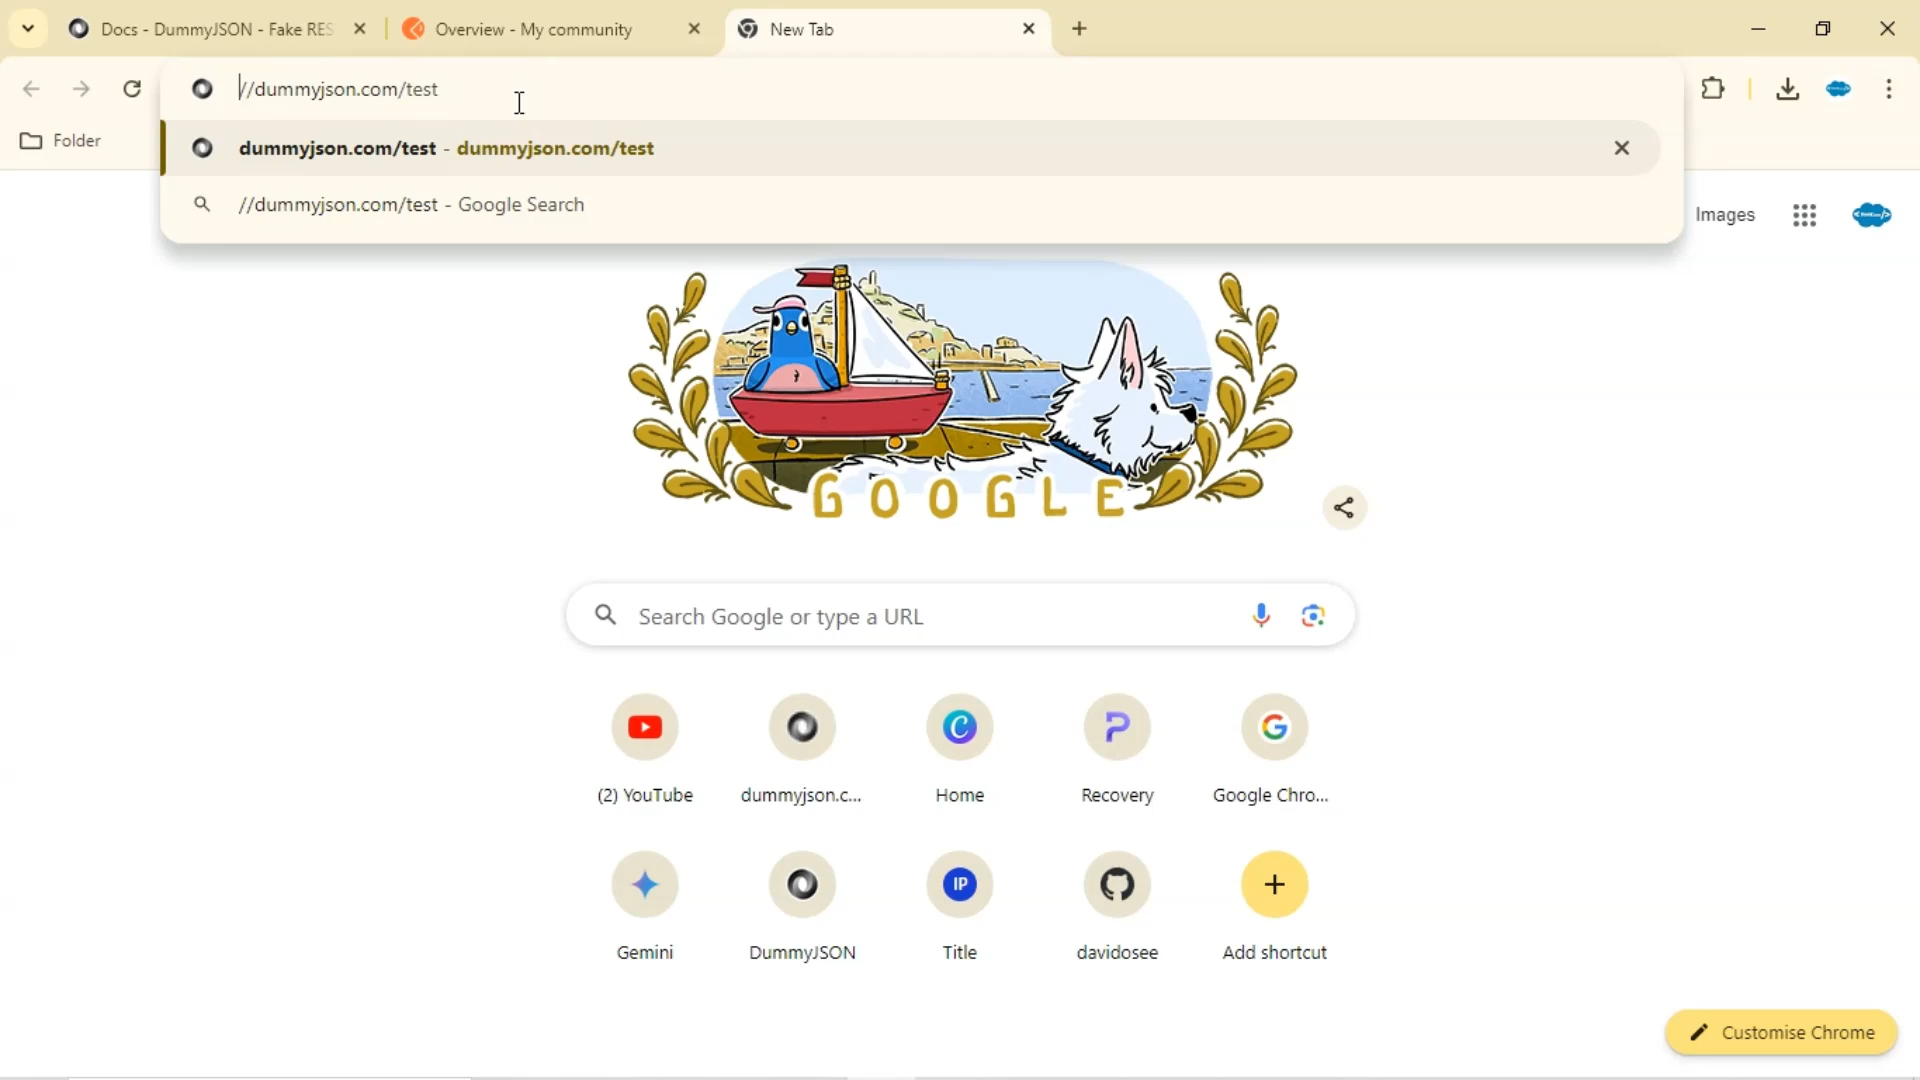 Docs - DummyJSON - Fake RES
Overview - My community
New Tab
//dummyjson.com/test
Folder
dummyjson.com/test - dummyjson.com/test
//dummyjson.com/test - Google Search
Images
GOOGLE
Search Google or type a URL
(2) YouTube
dummyjson.c...
Home
Recovery
Google Chro...
Gemini
DummyJSON
IP
Title
davidosee
Add shortcut
Customise Chrome